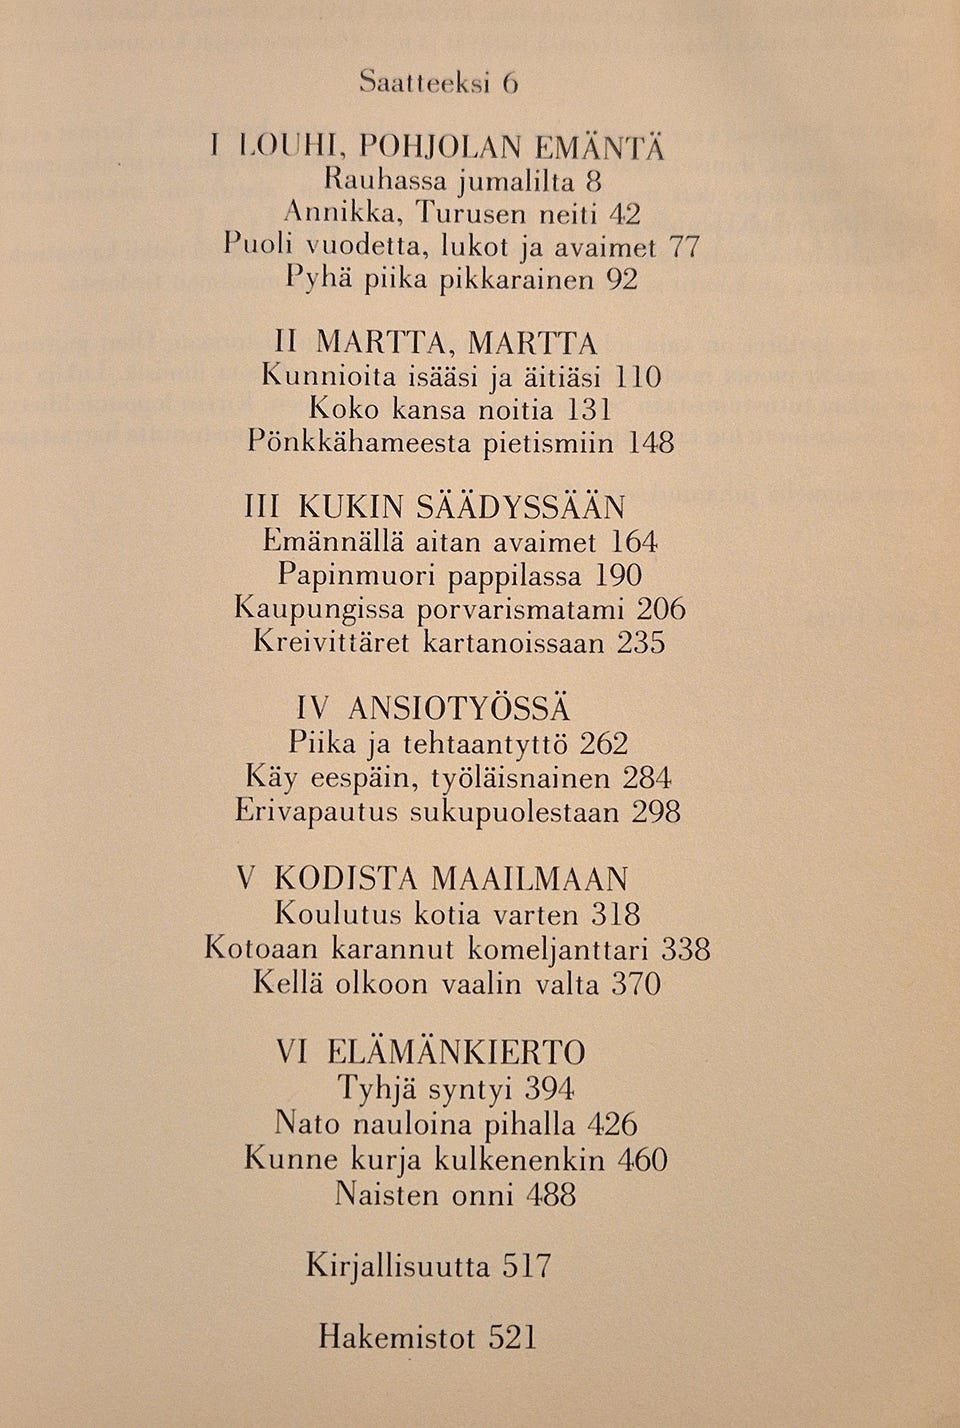 Saatteeksi 6
I LOUHI, POHJOLAN EMÄNTÄ
Rauhassa jumalilta 8
Annikka, Turusen neiti 42
Puoli vuodetta, lukot ja avaimet 77
Pyhä piika pikkarainen 92
II MARTTA, MARTTA
Kunnioita isääsi ja äitiäsi 110
Koko kansa noitia 131
Pönkkähameesta pietismiin 148
III KUKIN SÄÄDYSSÄÄN
Emännällä aitan avaimet 164
Papinmuori pappilassa 190
Kaupungissa porvarismatami 206
Kreivittäret kartanoissaan 235
IV ANSIOTYÖSSÄ
Piika ja tehtaantyttö 262
Käy eespäin, työläisnainen 284
Erivapautus sukupuolestaan 298
V KODISTA MAAILMAAN
Koulutus kotia varten 318
Kotoaan karannut komeljanttari 338
Kellä olkoon vaalin valta 370
VI ELÄMÄNKIERTO
Tyhjä syntyi 394
Nato nauloina pihalla 426
Kunne kurja kulkenenkin 460
Naisten onni 488
Kirjallisuutta 517
Hakemistot 521